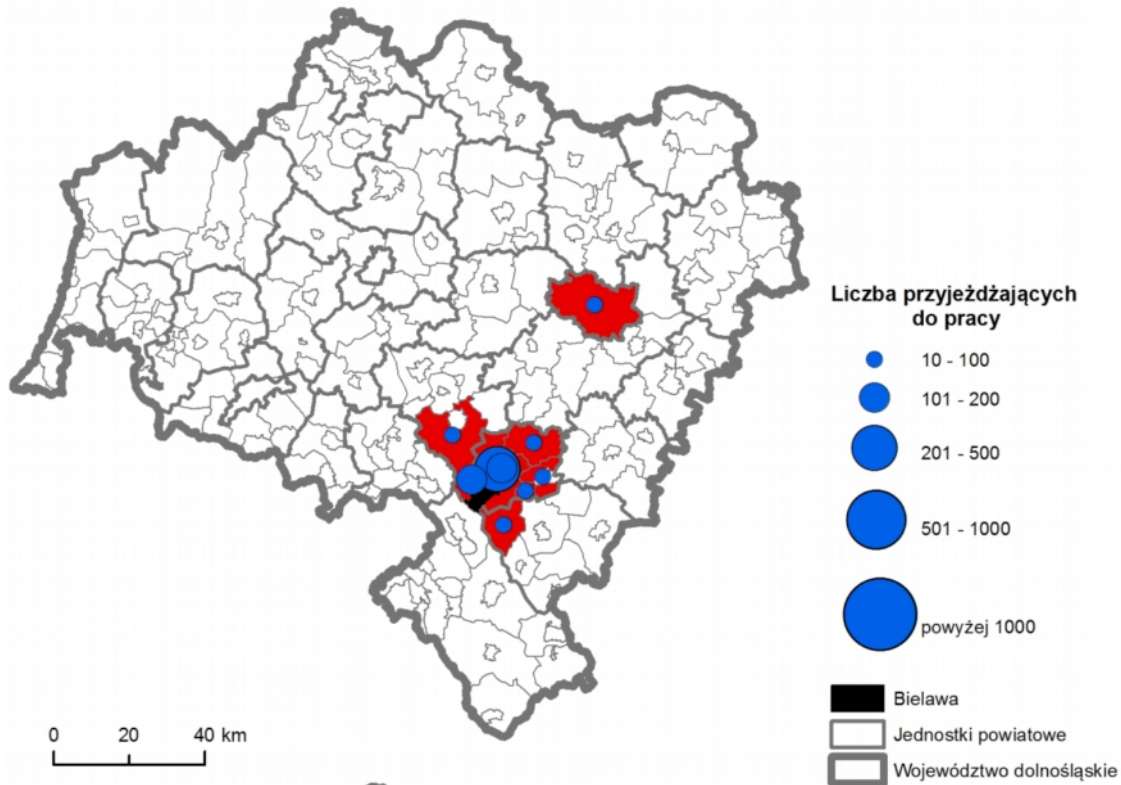 Liczba przyjeżdżających
do pracy
10 - 100
101 - 200
201 - 500
501 - 1000
powyżej 1000
Bielawa
Jednostki powiatowe
Województwo dolnośląskie
0 20 40 km